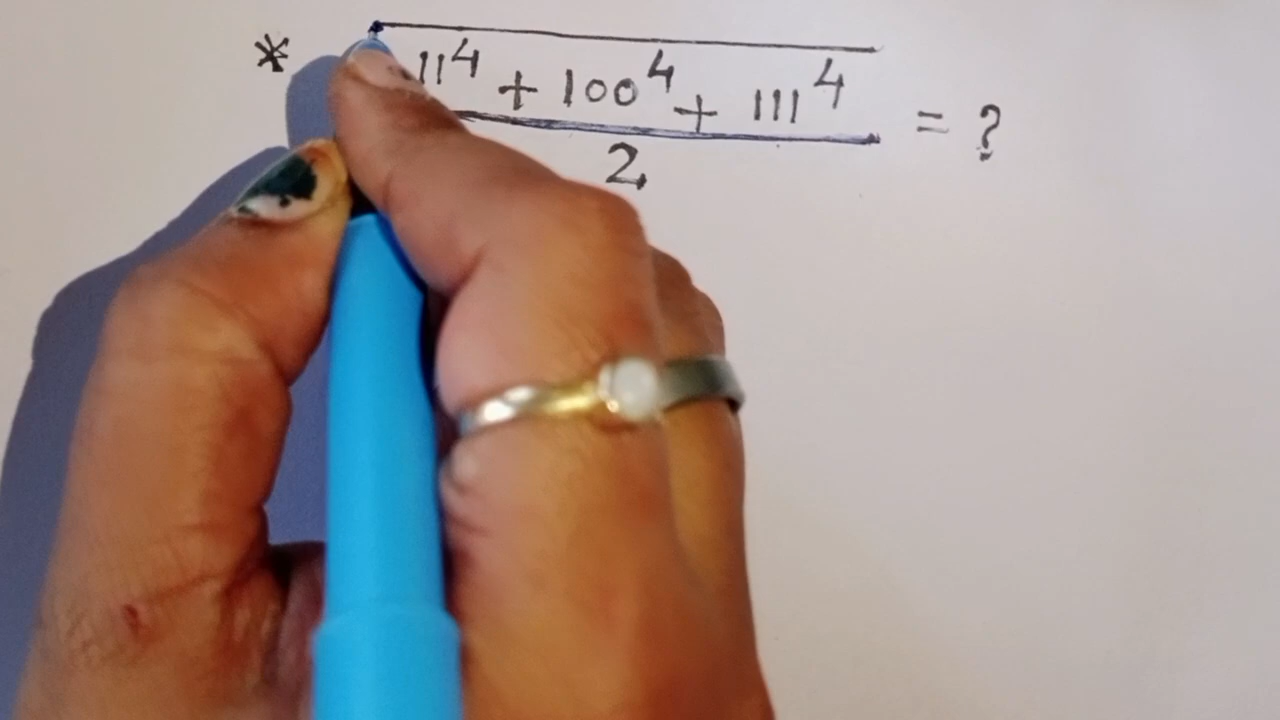 * 11⁴ + 100⁴ + 111⁴ = ?
2